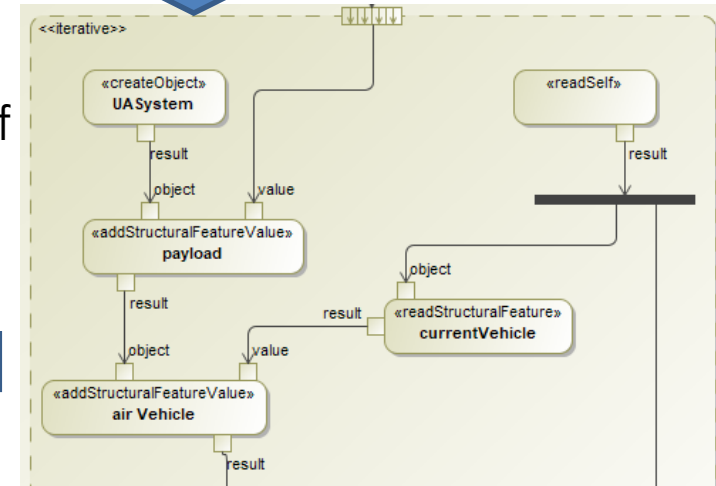 <<iterative>>
«createObject»
UASystem
«readSelf»
f
result
result
object
value
«addStructuralFeatureValue»
payload
object
result
result
«readStructuralFeature»
currentVehicle
object
value
«addStructuralFeatureValue»
air Vehicle
result